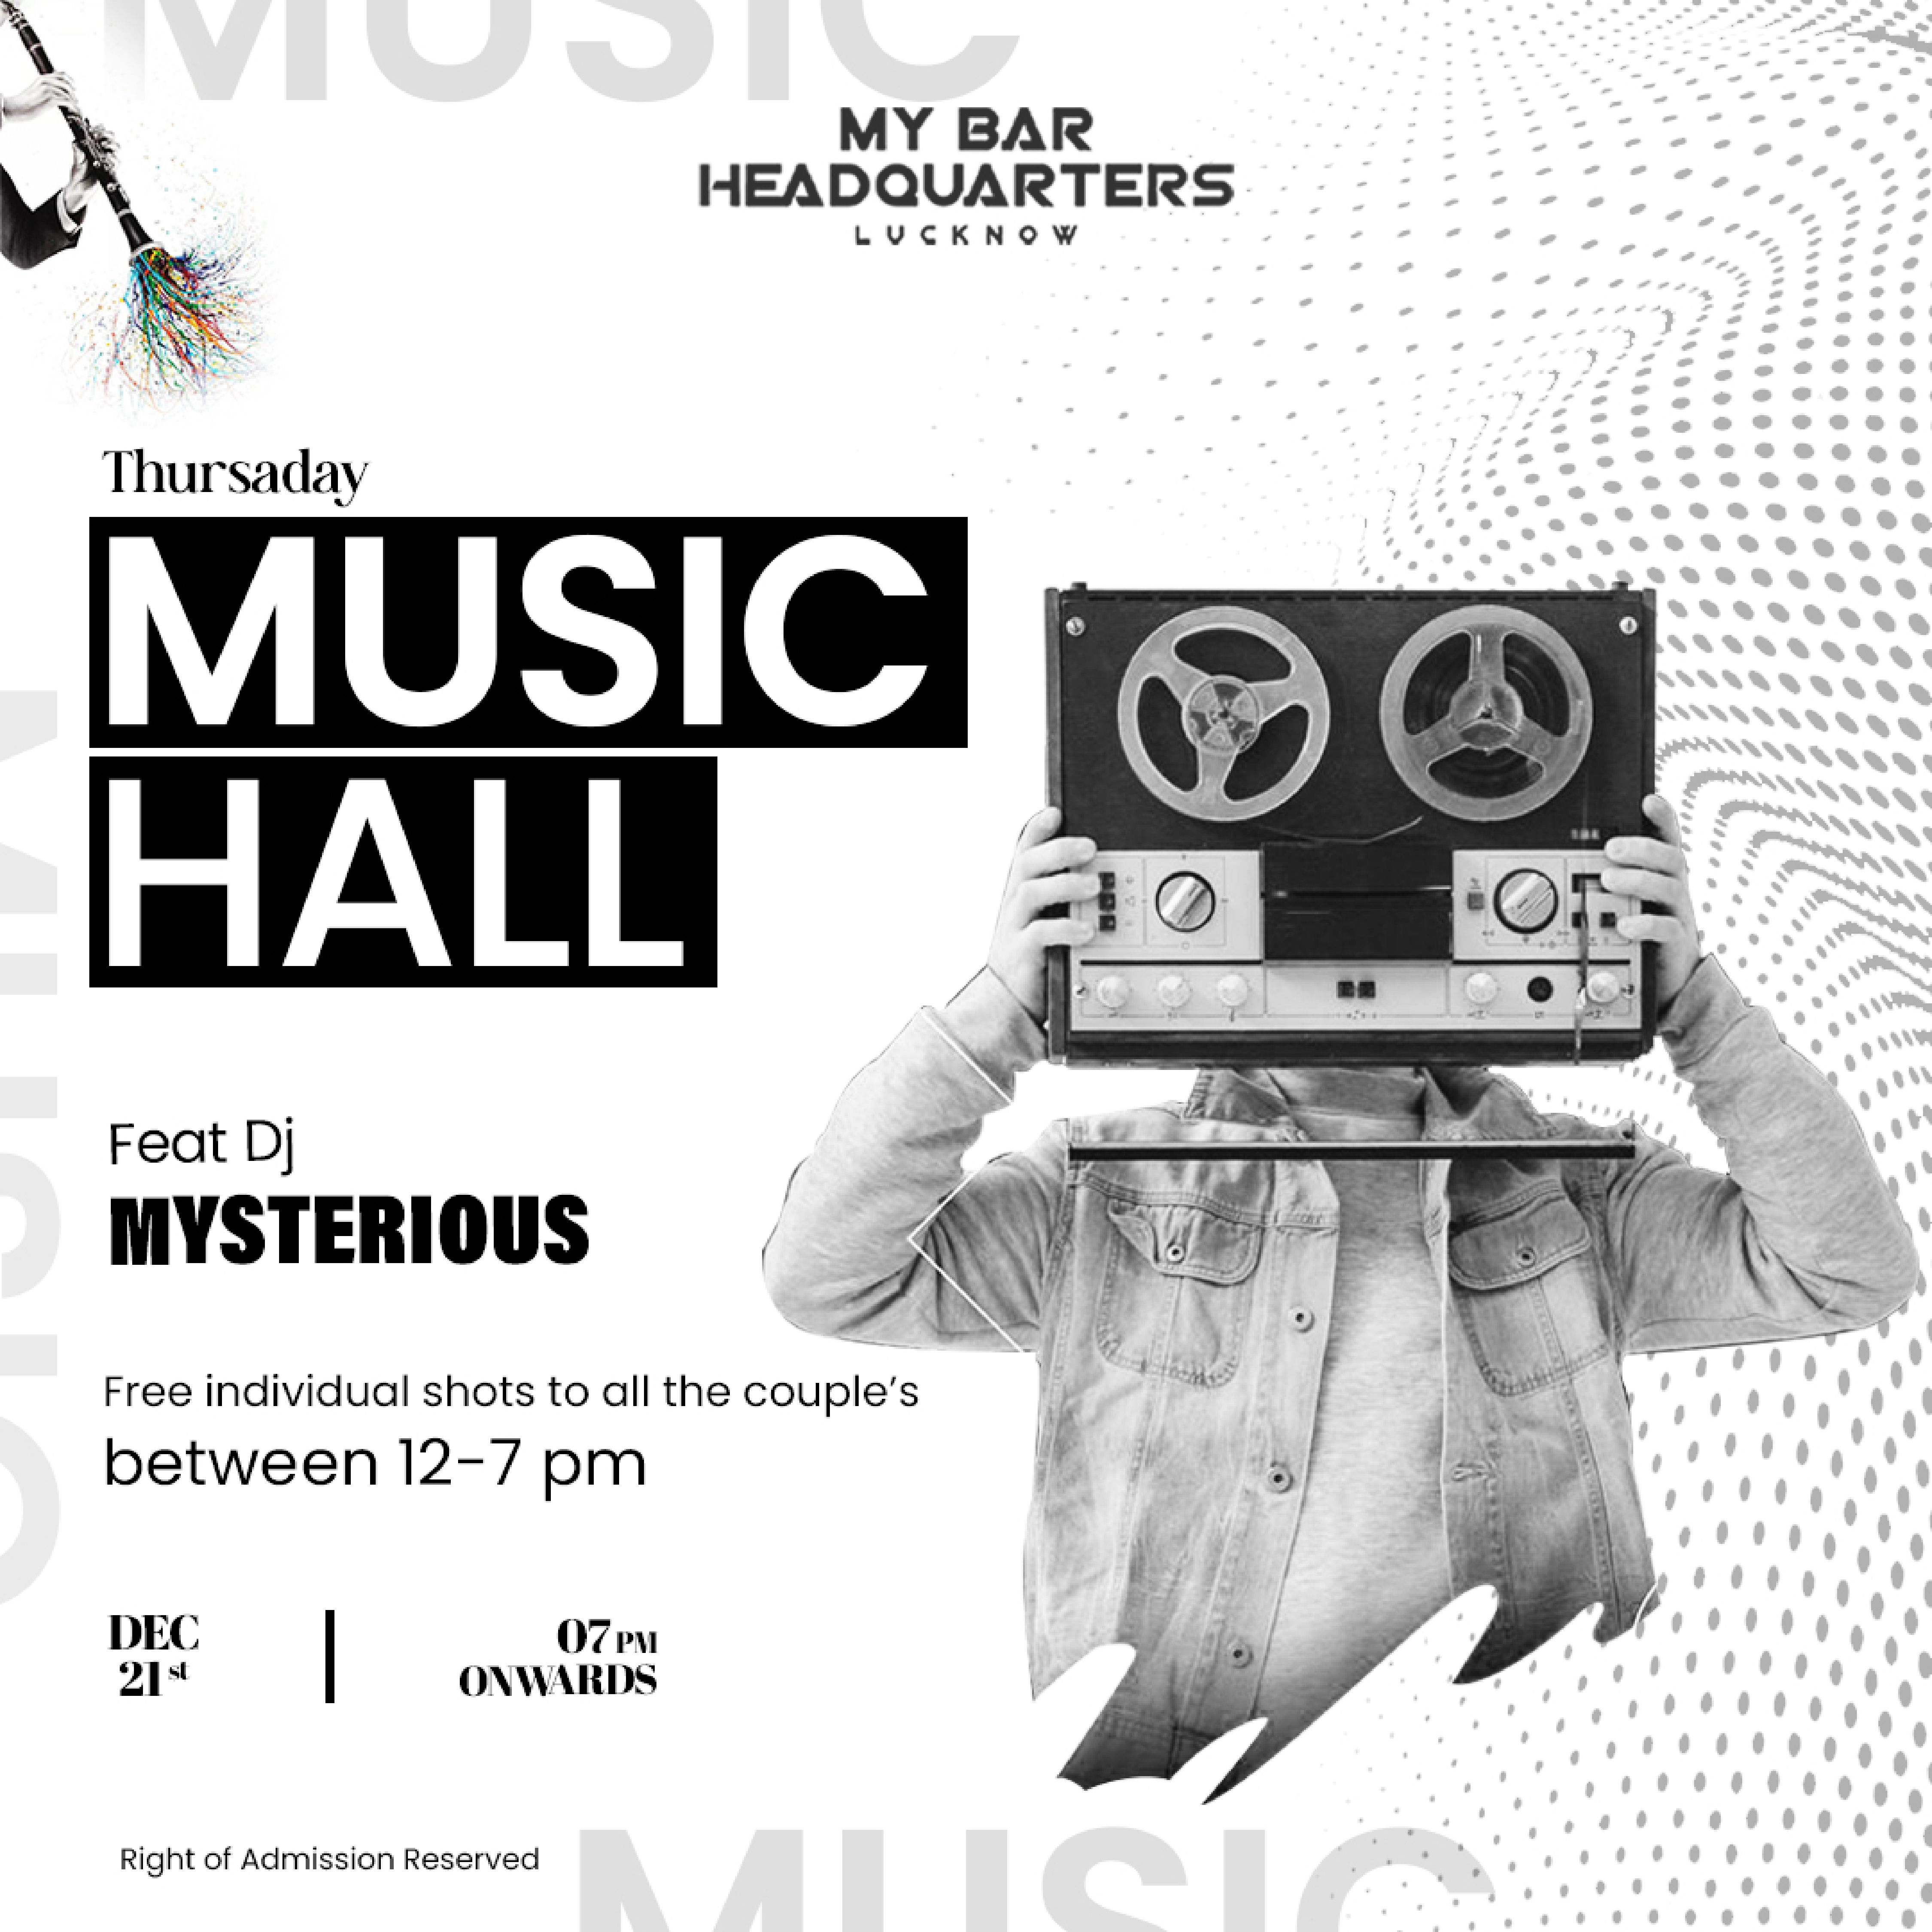 MUSIC
MY BAR
HEADQUARTERS
LUCKNOW
Thursaday
MUSIC
HALL
MUSIC
Feat Dj
MYSTERIOUS
Free individual shots to all the couple’s
between 12-7 pm
DEC
21st
07 PM
ONWARDS
Right of Admission Reserved
MUSIC